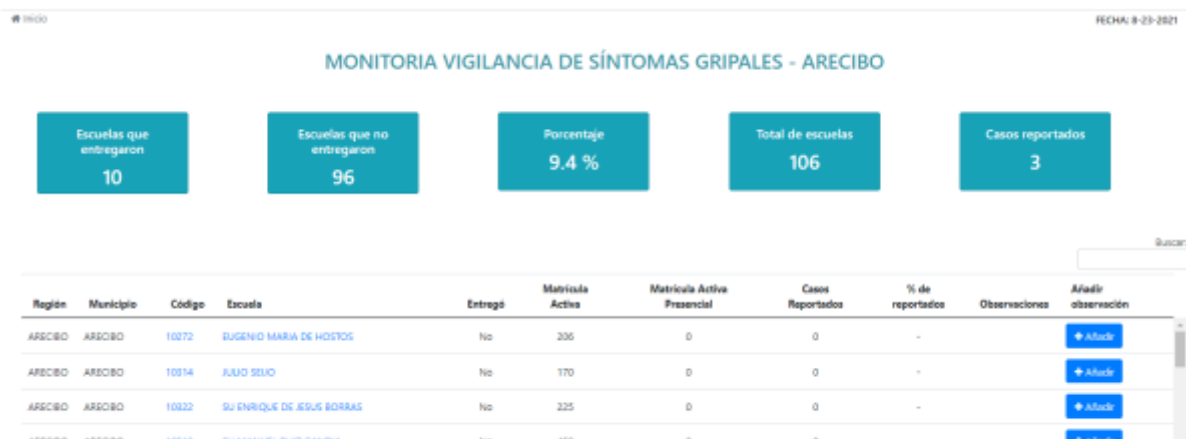 Inicio
FECHA: 8-23-2021
MONITORIA VIGILANCIA DE SÍNTOMAS GRIPALES - ARECIBO
Escuelas que entregaron
10
Escuelas que no entregaron
96
Porcentaje
9.4 %
Total de escuelas
106
Casos reportados
3
Buscar:
Región Municipio Código Escuela Entregó Matrícula Activa Matrícula Activa Presencial Casos Reportados % de reportados Observaciones Añadir observación
ARECIBO ARECIBO 10272 EUGENIO MARIA DE HOSTOS No 206 0 0 - Añadir
ARECIBO ARECIBO 10314 JULIO SEIJO No 170 0 0 - Añadir
ARECIBO ARECIBO 10322 SU ENRIQUE DE JESUS BORRAS No 225 0 0 - Añadir